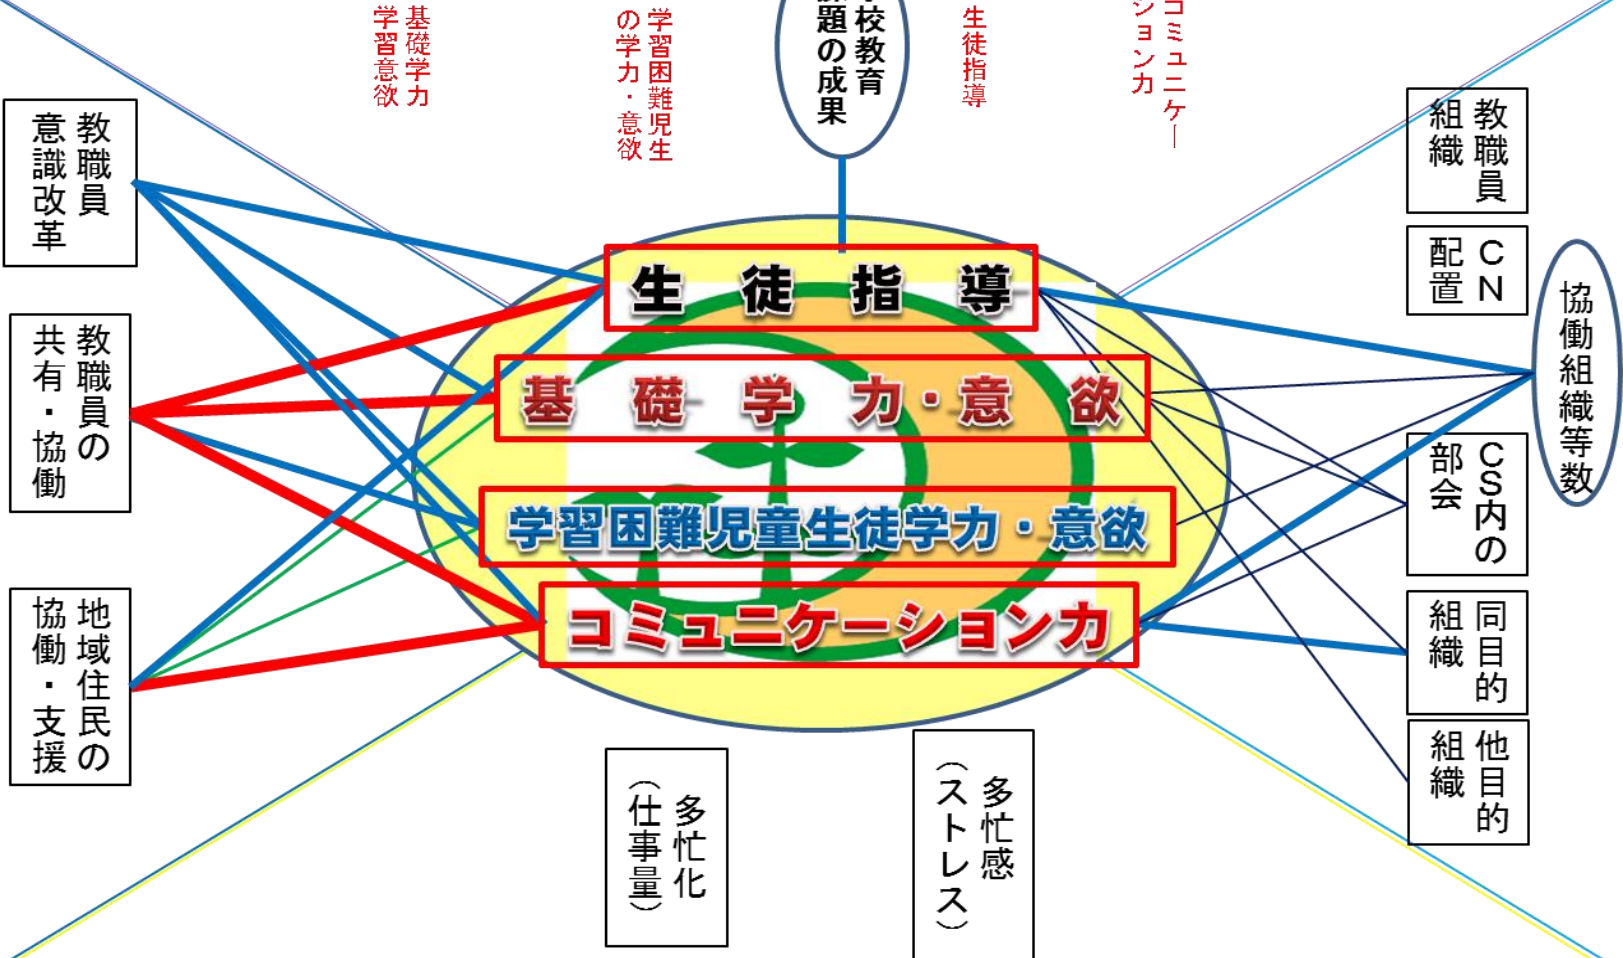 基礎学力
学習意欲
学習困難児生
の学力・意欲
校教育
題の成果
生徒指導
コミュニケー
ション力
教職員
意識改革
教職員の
共有・協働
地域住民の
協働・支援
生徒指導
基礎学力・意欲
学習困難児童生徒学力・意欲
コミュニケーション力
教職員
組織
CN
配置
協働組織等数
CS内の
部会
同目的
組織
他目的
組織
多忙化
（仕事量）
多忙感
（ストレス）